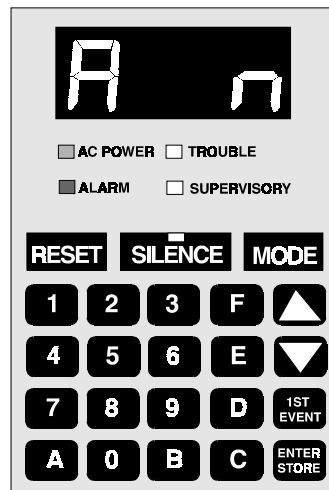 A n
AC POWER TROUBLE
ALARM SUPERVISORY
RESET SILENCE MODE
1 2 3 F
4 5 6 E
7 8 9 D 1ST EVENT
A 0 B C ENTER STORE